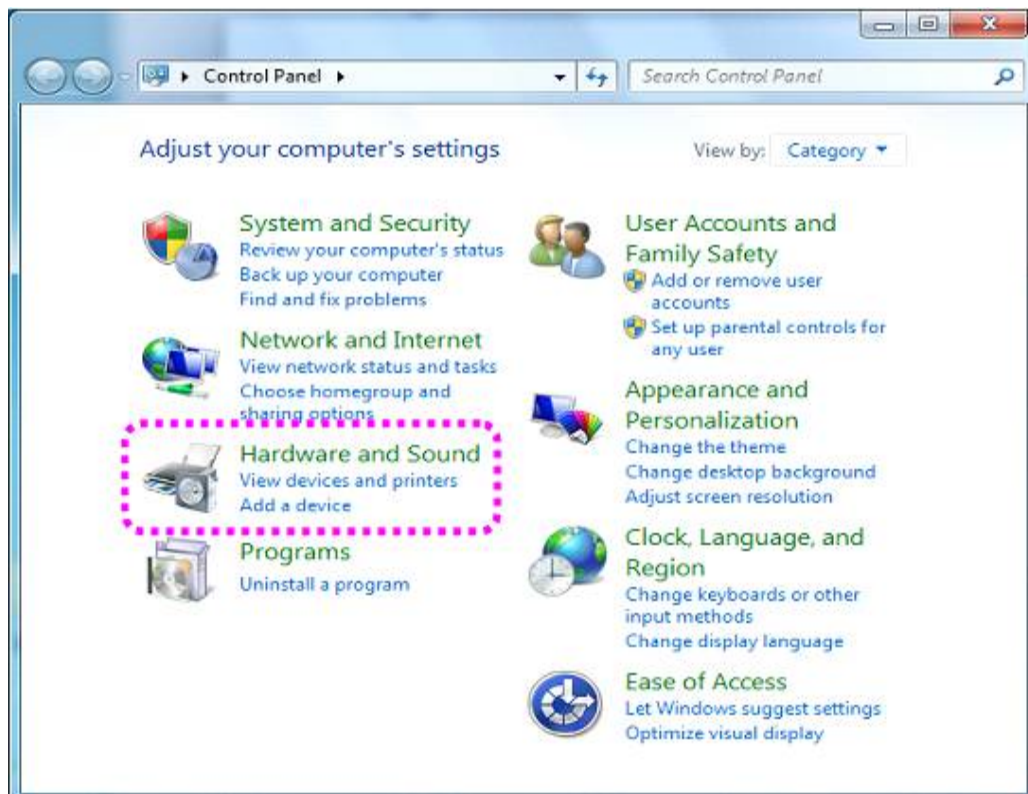 Control Panel
Search Control Panel
Adjust your computer's settings
View by: Category
System and Security
Review your computer's status
Back up your computer
Find and fix problems
Network and Internet
View network status and tasks
Choose homegroup and
sharing options
Hardware and Sound
View devices and printers
Add a device
Programs
Uninstall a program
User Accounts and
Family Safety
Add or remove user
accounts
Set up parental controls for
any user
Appearance and
Personalization
Change the theme
Change desktop background
Adjust screen resolution
Clock, Language, and
Region
Change keyboards or other
input methods
Change display language
Ease of Access
Let Windows suggest settings
Optimize visual display